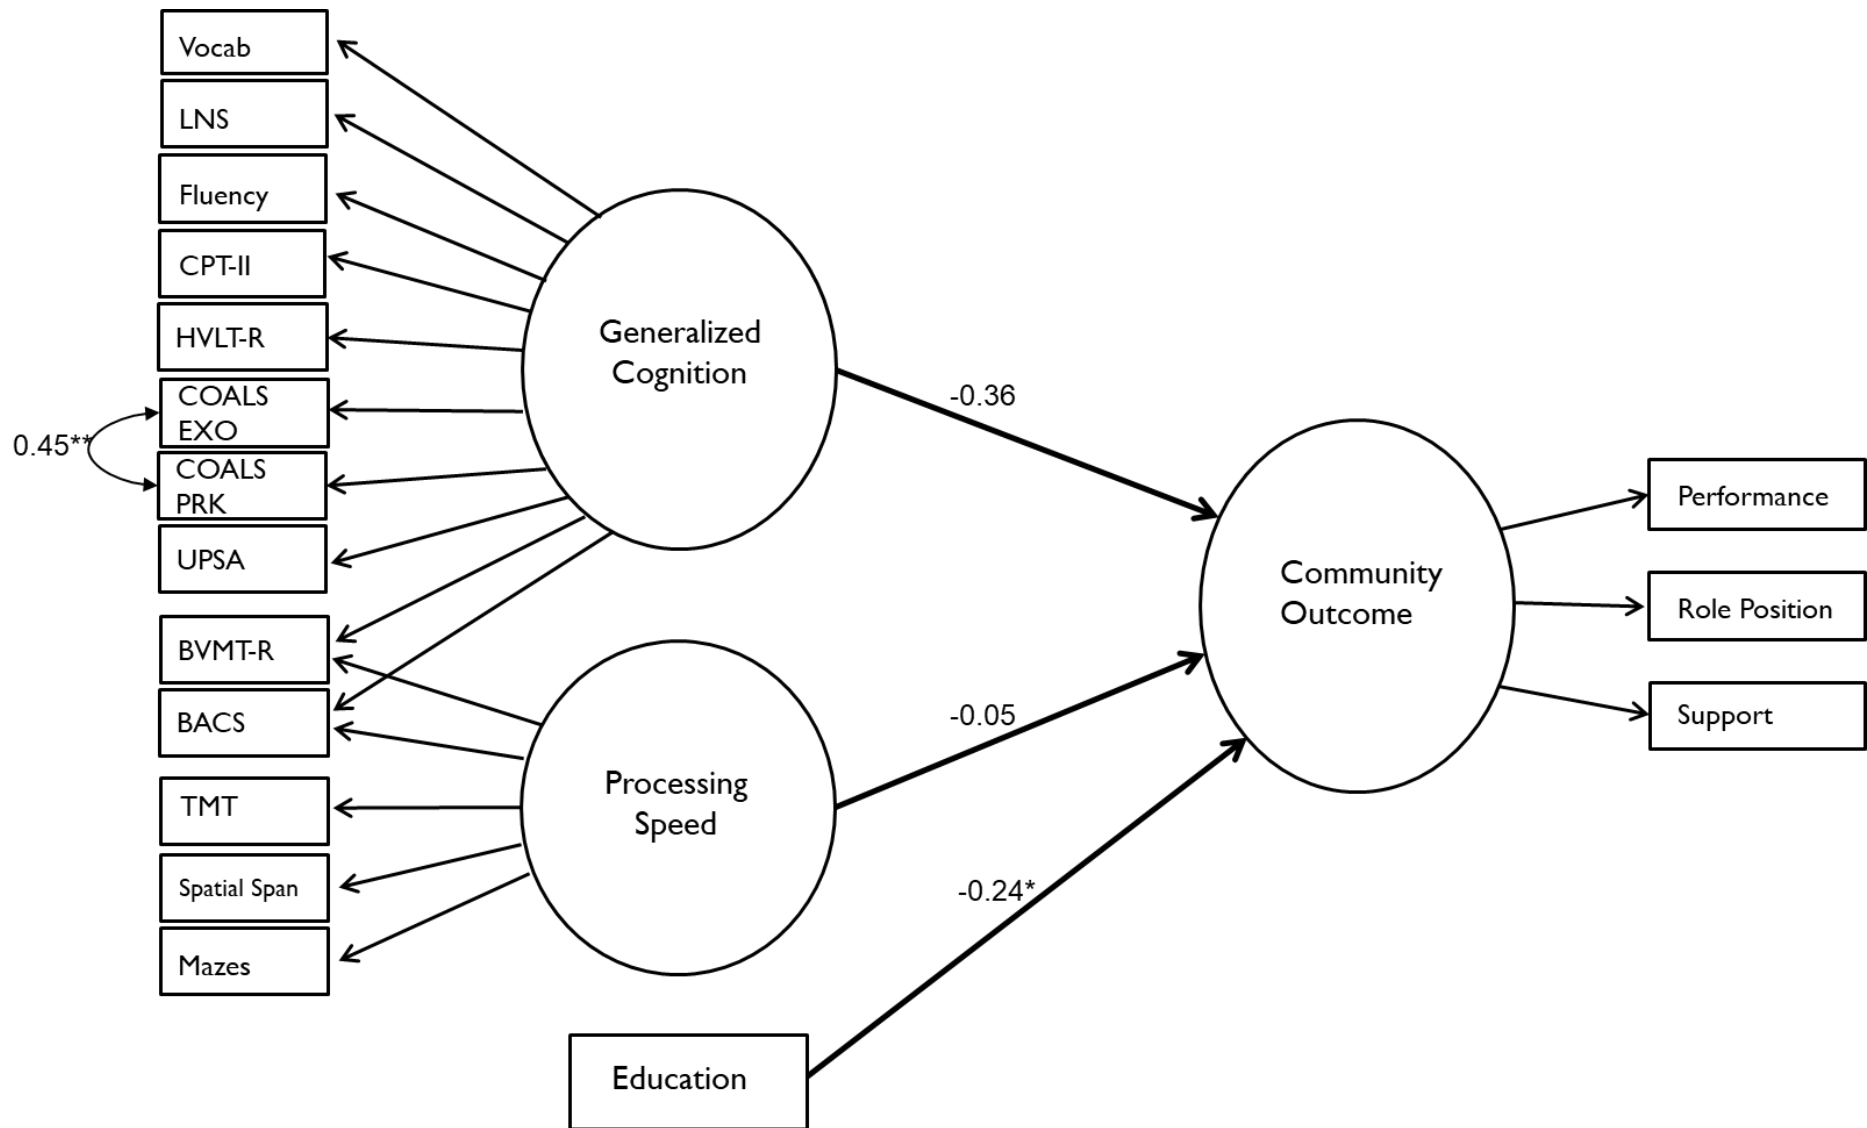 Vocab
LNS
Fluency
CPT-II
HVLT-R
COALS
EXO
0.45**
COALS
PRK
UPSA
BVMT-R
BACS
TMT
Spatial Span
Mazes
Generalized
Cognition
Processing
Speed
Education
-0.36
-0.05
-0.24*
Community
Outcome
Performance
Role Position
Support